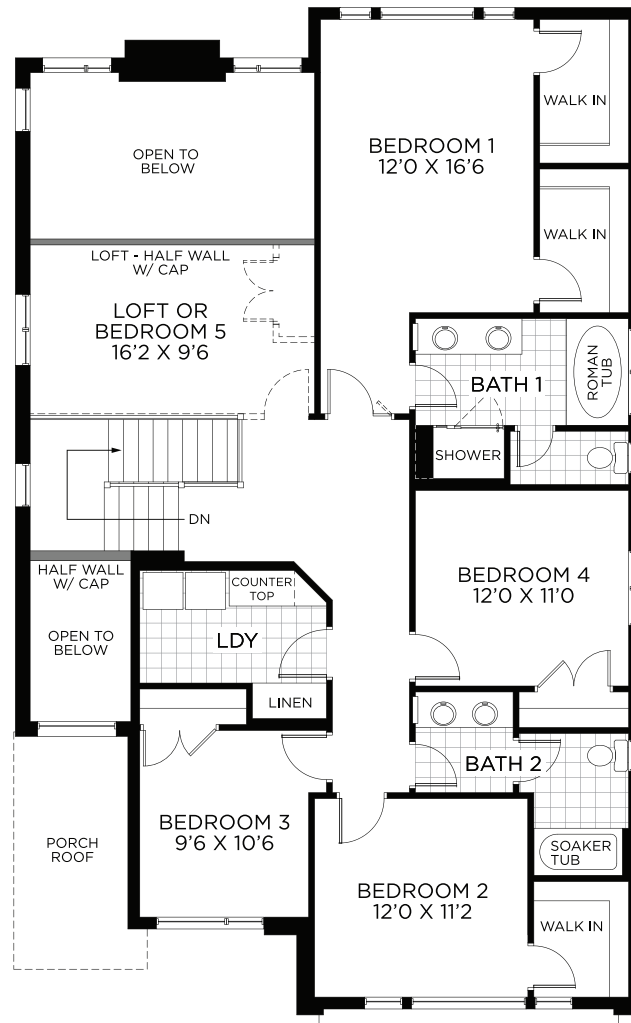 WALK IN
BEDROOM 1
12'0 X 16'6
OPEN TO
BELOW
WALK IN
LOFT - HALF WALL
W/ CAP
LOFT OR
BEDROOM 5
16'2 X 9'6
ROMAN
TUB
BATH 1
SHOWER
DN
HALF WALL
W/ CAP
COUNTER
TOP
BEDROOM 4
12'0 X 11'0
OPEN TO
BELOW
LDY
LINEN
BATH 2
BEDROOM 3
9'6 X 10'6
PORCH
ROOF
SOAKER
TUB
BEDROOM 2
12'0 X 11'2
WALK IN